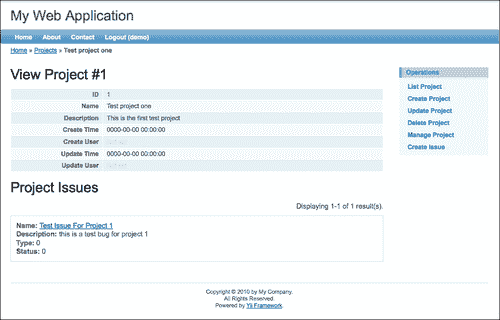 My Web Application
Home About Contact Logout (demo)
Home » Projects » Test project one
View Project #1
ID 1
Name Test project one
Description This is the first test project
Create Time 0000-00-00 00:00:00
Create User
Update Time 0000-00-00 00:00:00
Update User
Operations
List Project
Create Project
Update Project
Delete Project
Manage Project
Create Issue
Project Issues
Displaying 1-1 of 1 result(s).
Name: Test Issue For Project 1
Description: this is a test bug for project 1
Type: 0
Status: 0
Copyright © 2010 by My Company.
All Rights Reserved.
Powered by Yii Framework.